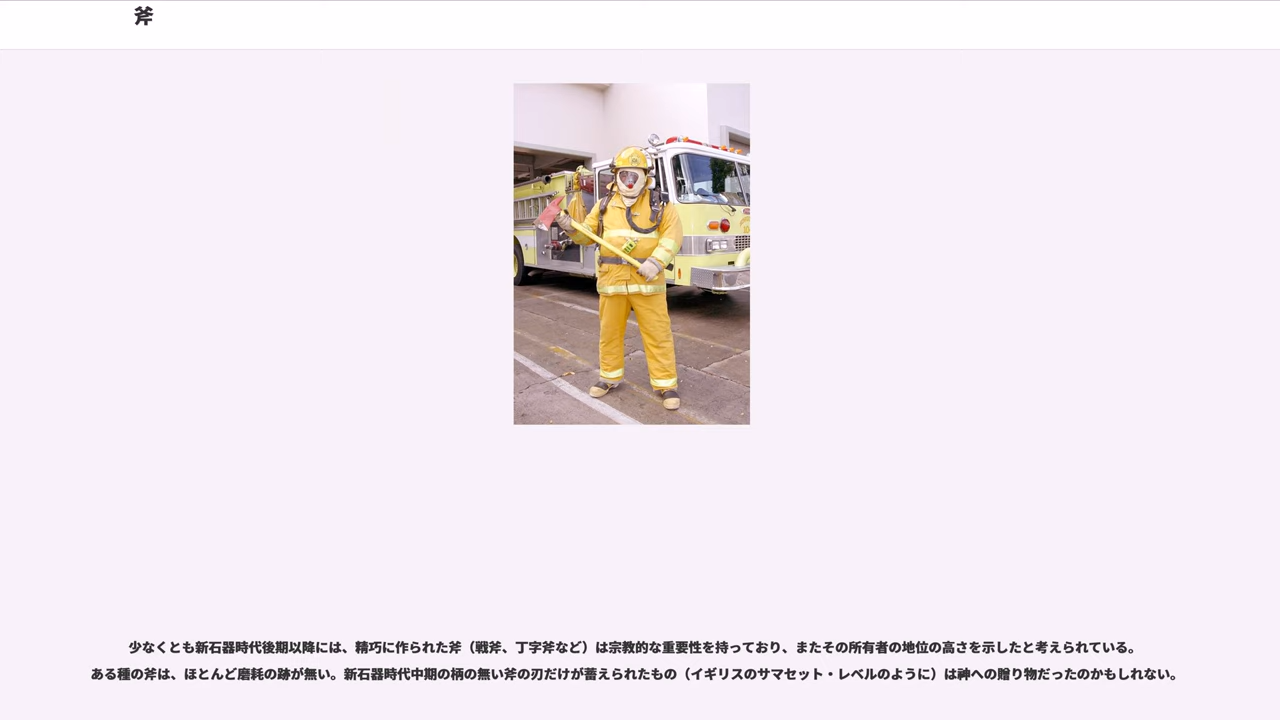 斧
少なくとも新石器時代後期以降には、精巧に作られた斧（戦斧、丁字斧など）は宗教的な重要性を持っており、またその所有者の地位の高さを示したと考えられている。
ある種の斧は、ほとんど磨耗の跡が無い。新石器時代中期の柄の無い斧の刃だけが蓄えられたもの（イギリスのサマセット・レベルのように）は神への贈り物だったのかもしれない。